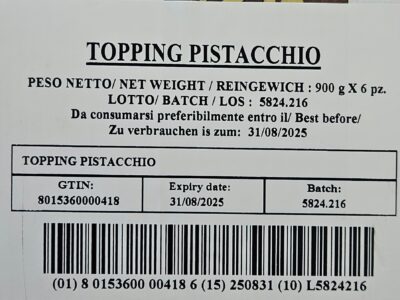 TOPPING PISTACCHIO
PESO NETTO/ NET WEIGHT / REINGEWICH : 900 g X 6 pz.
LOTTO/ BATCH / LOS : 5824.216
Da consumarsi preferibilmente entro il/ Best before/
Zu verbrauchen is zum: 31/08/2025
TOPPING PISTACCHIO
GTIN: Expiry date: Batch:
8015360000418 31/08/2025 5824.216
(01) 8 0153600 00418 6 (15) 250831 (10) L5824216